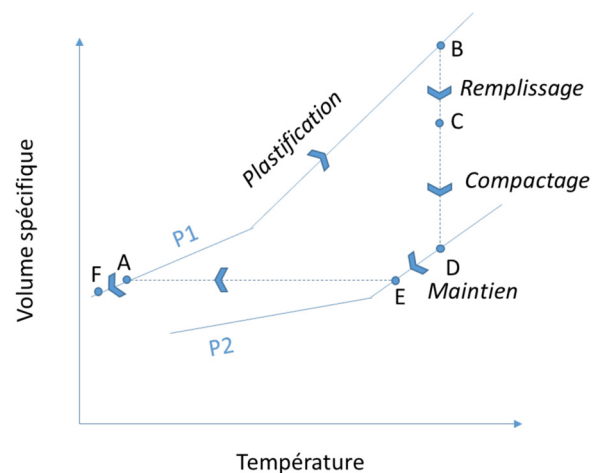 B
Remplissage
C
Plastification
Compactage
Volume spécifique
P1
F
A
D
E
Maintien
P2
Température